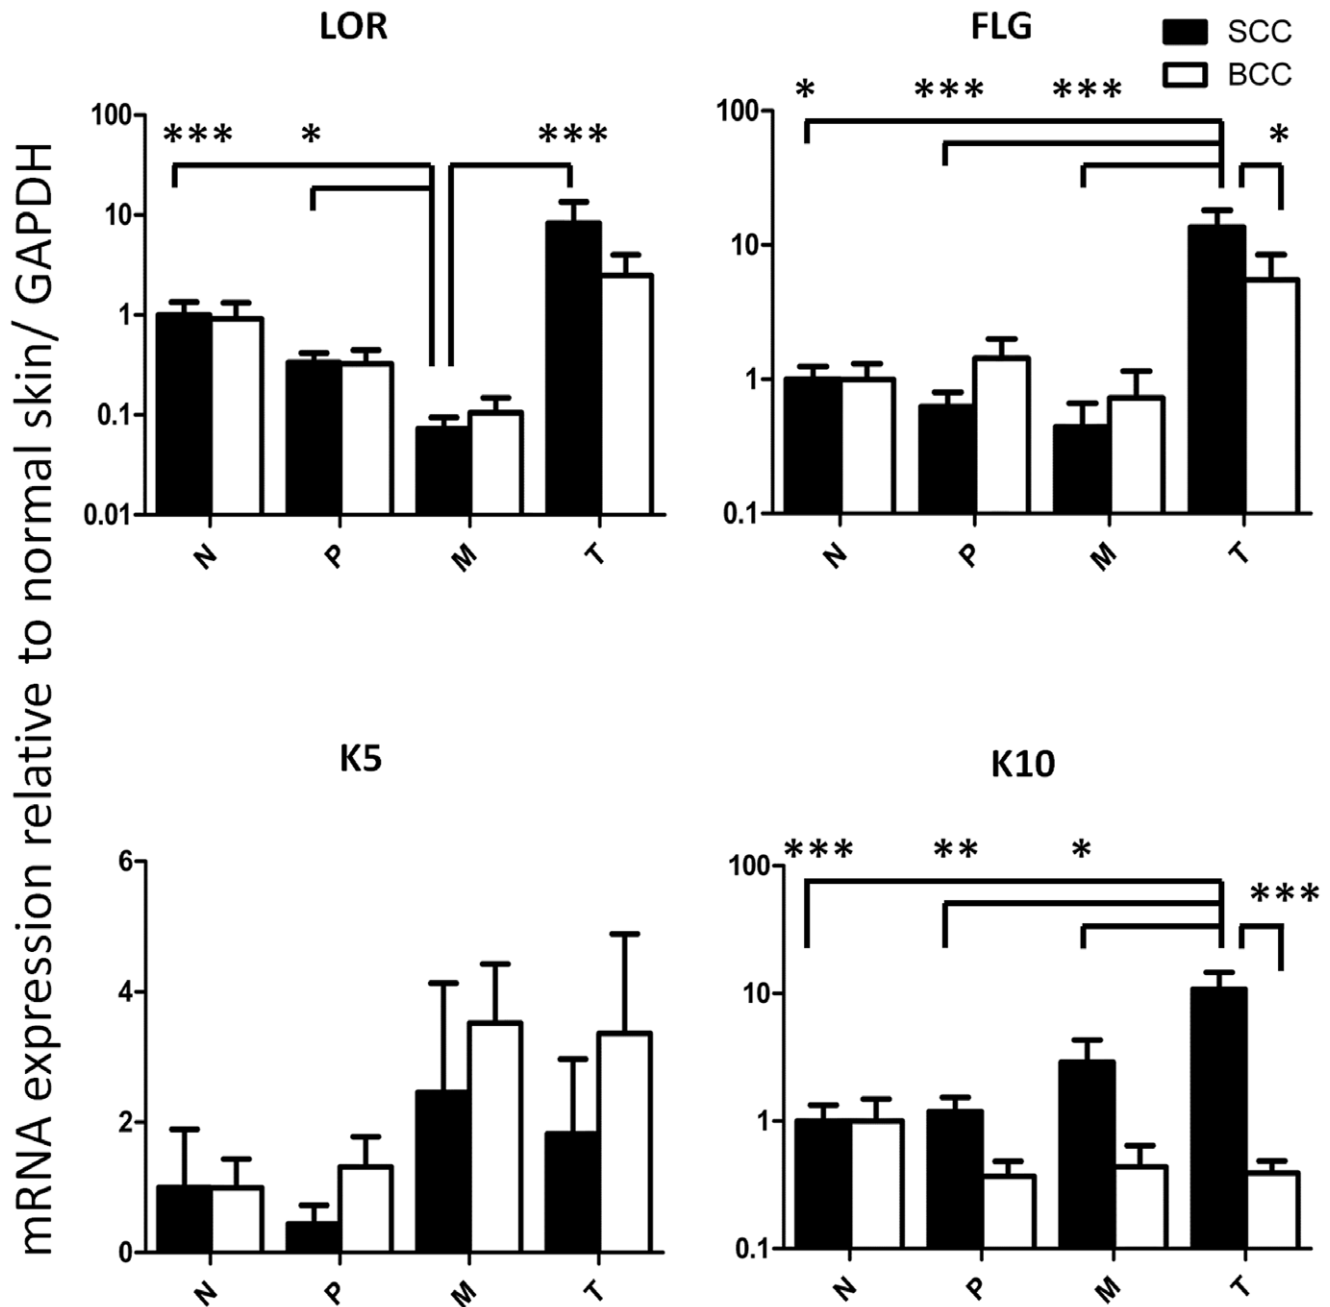 mRNA expression relative to normal skin/ GAPDH
LOR
100
10
1
0.1
0.01
*** * ***
N P M T
FLG
SCC
BCC
100
10
1
0.1
* *** ***
*
N P M T
K5
6
4
2
0
N P M T
K10
100
10
1
0.1
*** ** *
***
N P M T